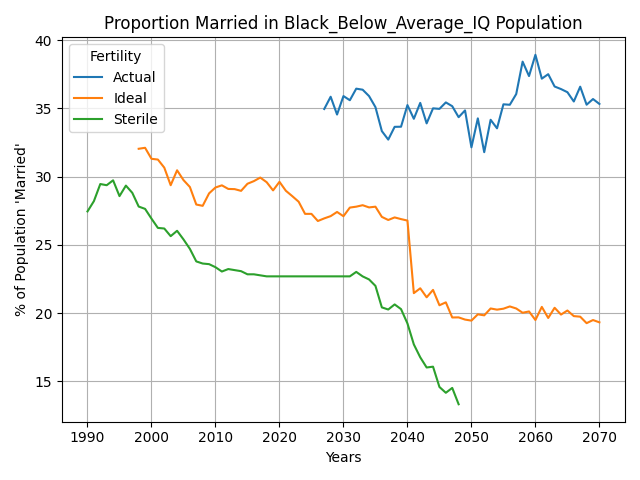 Proportion Married in Black_Below_Average_IQ Population
Fertility
Actual
Ideal
Sterile
% of Population 'Married'
40
35
30
25
20
15
1990 2000 2010 2020 2030 2040 2050 2060 2070
Years